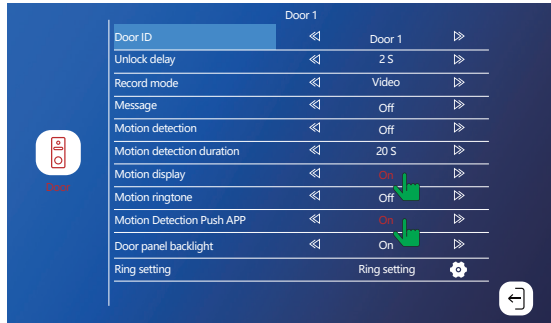 Door 1
Door ID Door 1
Unlock delay 2 S
Record mode Video
Message Off
Motion detection Off
Motion detection duration 20 S
Motion display On
Motion ringtone Off
Motion Detection Push APP On
Door panel backlight On
Ring setting Ring setting
Door